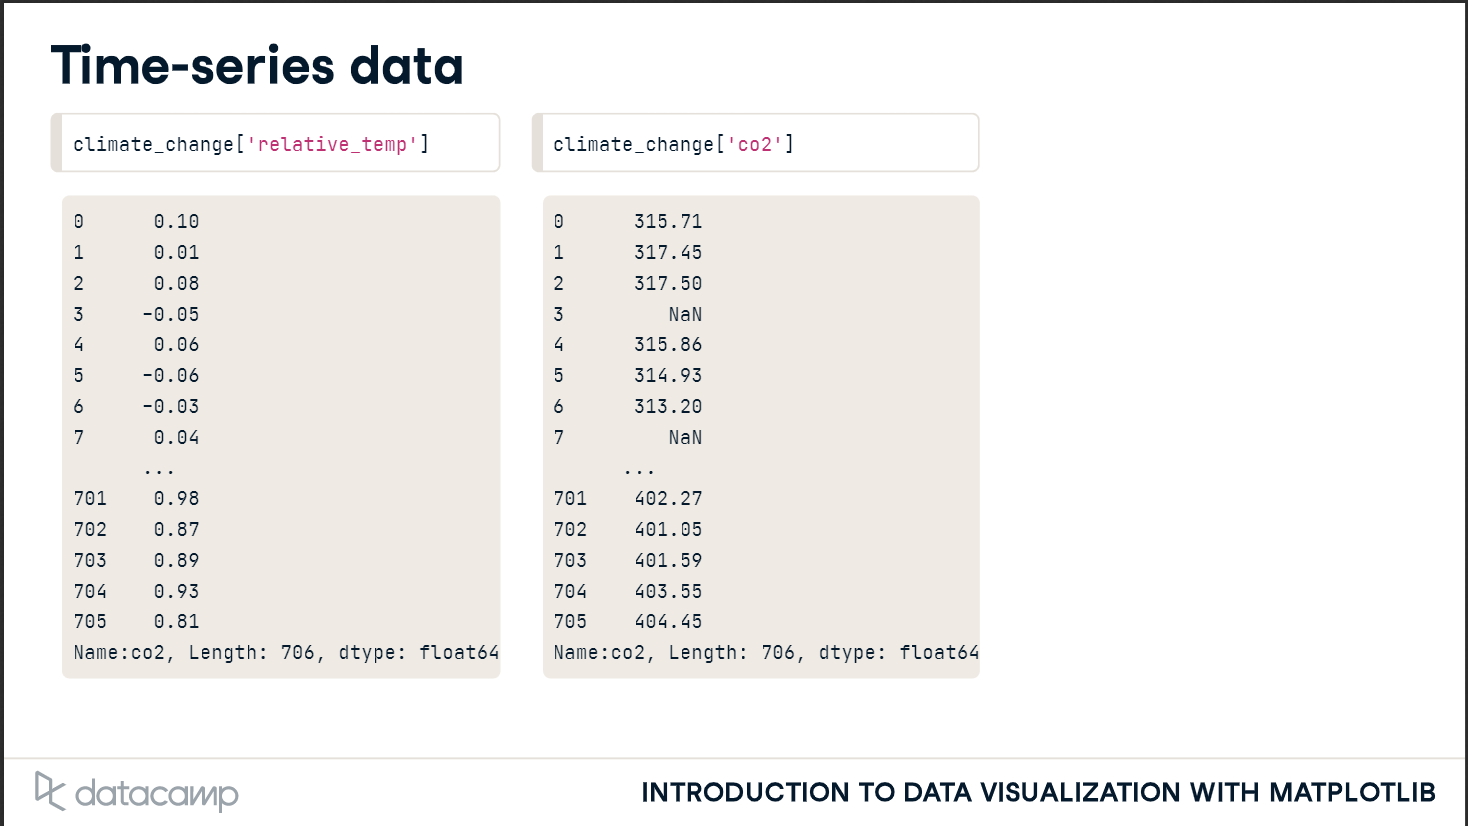 Time-series data
climate_change['relative_temp']
0 0.10
1 0.01
2 0.08
3 -0.05
4 0.06
5 -0.06
6 -0.03
7 0.04
...
701 0.98
702 0.87
703 0.89
704 0.93
705 0.81
Name:co2, Length: 706, dtype: float64
climate_change['co2']
0 315.71
1 317.45
2 317.50
3 NaN
4 315.86
5 314.93
6 313.20
7 NaN
...
701 402.27
702 401.05
703 401.59
704 403.55
705 404.45
Name:co2, Length: 706, dtype: float64
datacamp
INTRODUCTION TO DATA VISUALIZATION WITH MATPLOTLIB